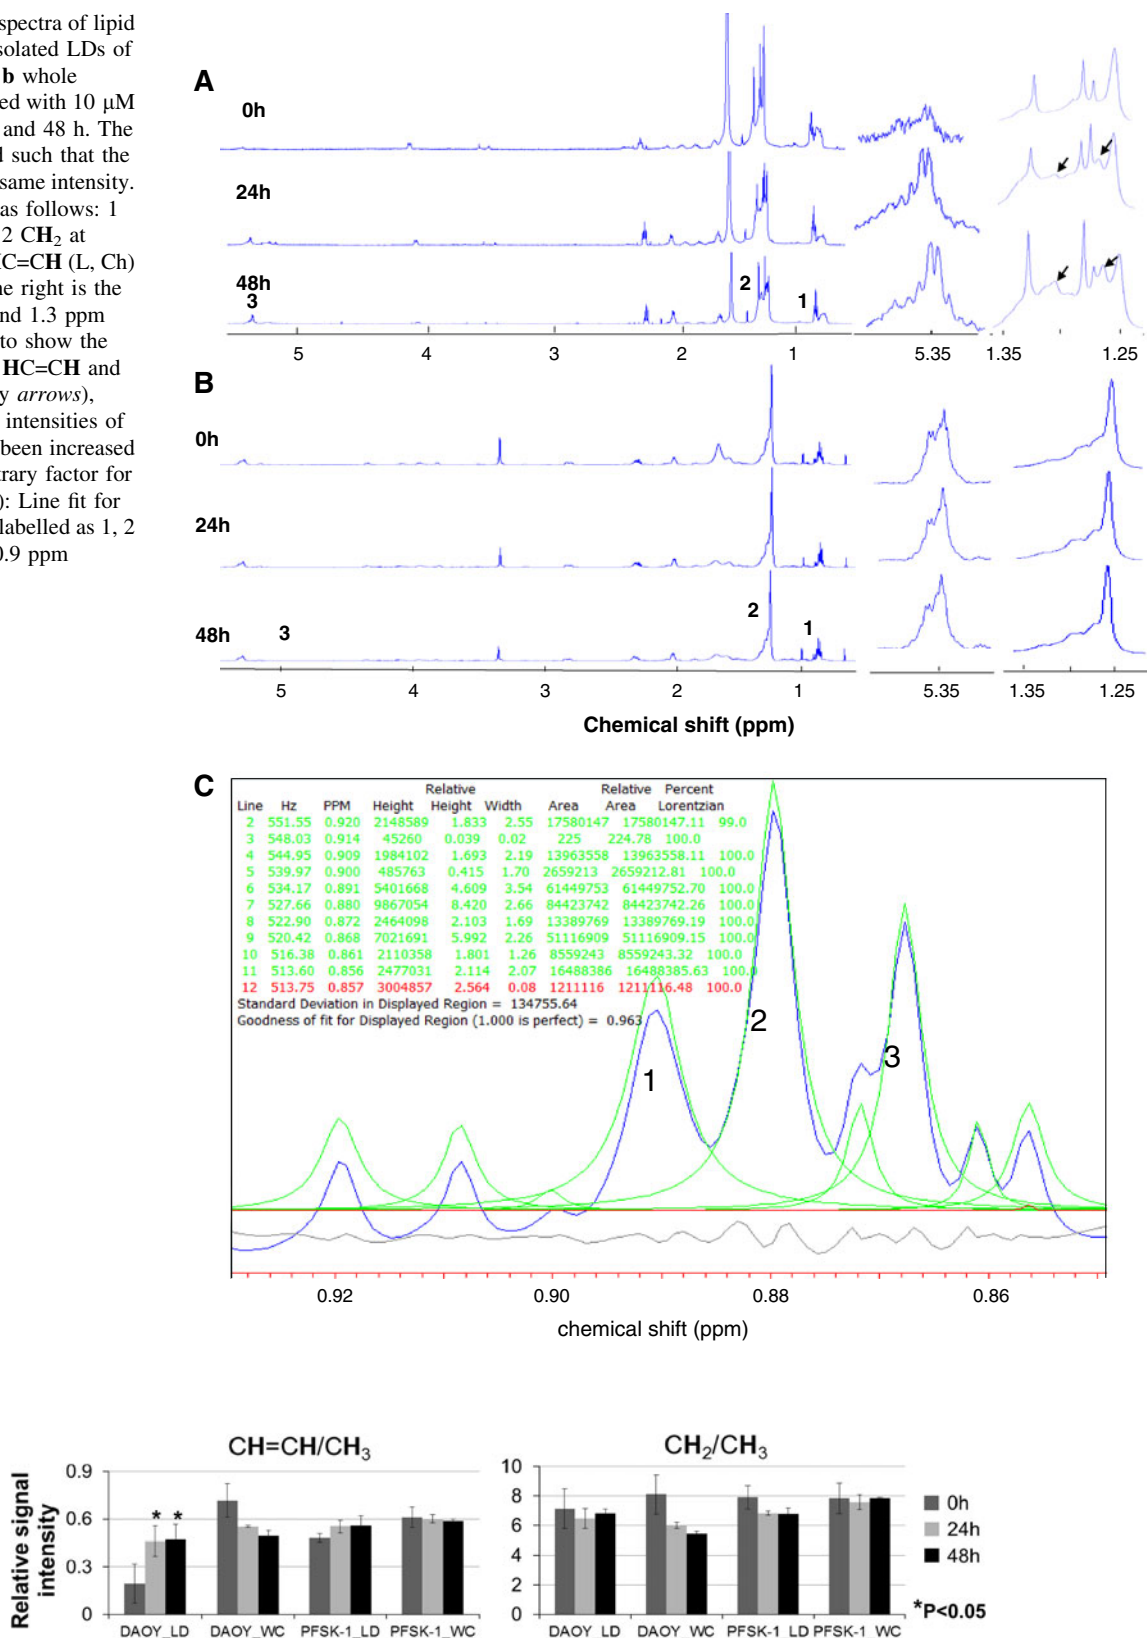 spectra of lipid
solated LDs of
b whole
ed with 10 μM
and 48 h. The
d such that the
same intensity.
as follows: 1
2 CH₂ at
HC=CH (L, Ch)
ne right is the
and 1.3 ppm
to show the
HC=CH and
y arrows),
intensities of
been increased
trary factor for
): Line fit for
labelled as 1, 2
0.9 ppm
A
0h
24h
48h
3
2
1
5 4 3 2 1 5.35 1.35 1.25
B
0h
24h
48h
3
2
1
5 4 3 2 1 5.35 1.35 1.25
Chemical shift (ppm)
C
Relative Relative Percent
Line Hz PPM Height Height Width Area Area Lorentzian
2 551.55 0.920 2148589 1.833 2.55 17580147 17580147.11 99.0
3 548.03 0.914 45260 0.039 0.02 225 224.78 100.0
4 544.95 0.909 1984102 1.693 2.19 13963558 13963558.11 100.0
5 539.97 0.900 485763 0.415 1.70 2659213 2659212.81 100.0
6 534.17 0.891 5401668 4.609 3.54 61449753 61449752.70 100.0
7 527.66 0.880 9867054 8.420 2.66 84423742 84423742.26 100.0
8 522.90 0.872 2464098 2.103 1.69 13389769 13389769.19 100.0
9 520.42 0.868 7021691 5.992 2.26 51116909 51116909.15 100.0
10 516.38 0.861 2110358 1.801 1.26 8559243 8559243.32 100.0
11 513.60 0.856 2477031 2.114 2.07 16488386 16488385.63 100.0
12 513.75 0.857 3004857 2.564 0.08 1211116 1211116.48 100.0
Standard Deviation in Displayed Region = 134755.64
Goodness of fit for Displayed Region (1.000 is perfect) = 0.963
1
2
3
0.92 0.90 0.88 0.86
chemical shift (ppm)
CH=CH/CH₃
Relative signal
intensity
0.9
0.6
0.3
0
* *
DAOY_LD DAOY_WC PFSK-1_LD PFSK-1_WC
CH₂/CH₃
10
8
6
4
2
0
DAOY LD DAOY WC PFSK-1 LD PFSK-1 WC
0h
24h
48h
*P<0.05